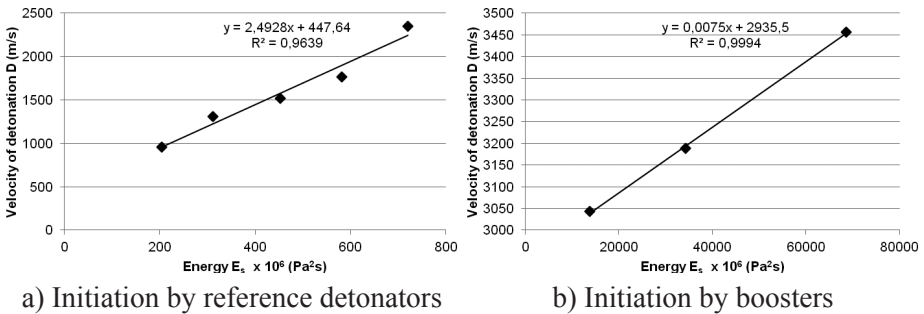 y = 2,4928x + 447,64
R² = 0,9639
Velocity of detonation D (m/s)
2500
2000
1500
1000
500
0
0 200 400 600 800
Energy Eₛ x 10⁶ (Pa²s)
a) Initiation by reference detonators
y = 0,0075x + 2935,5
R² = 0,9994
Velocity of detonation D (m/s)
3500
3450
3400
3350
3300
3250
3200
3150
3100
3050
3000
0 20000 40000 60000 80000
Energy Eₛ x 10⁶ (Pa²s)
b) Initiation by boosters